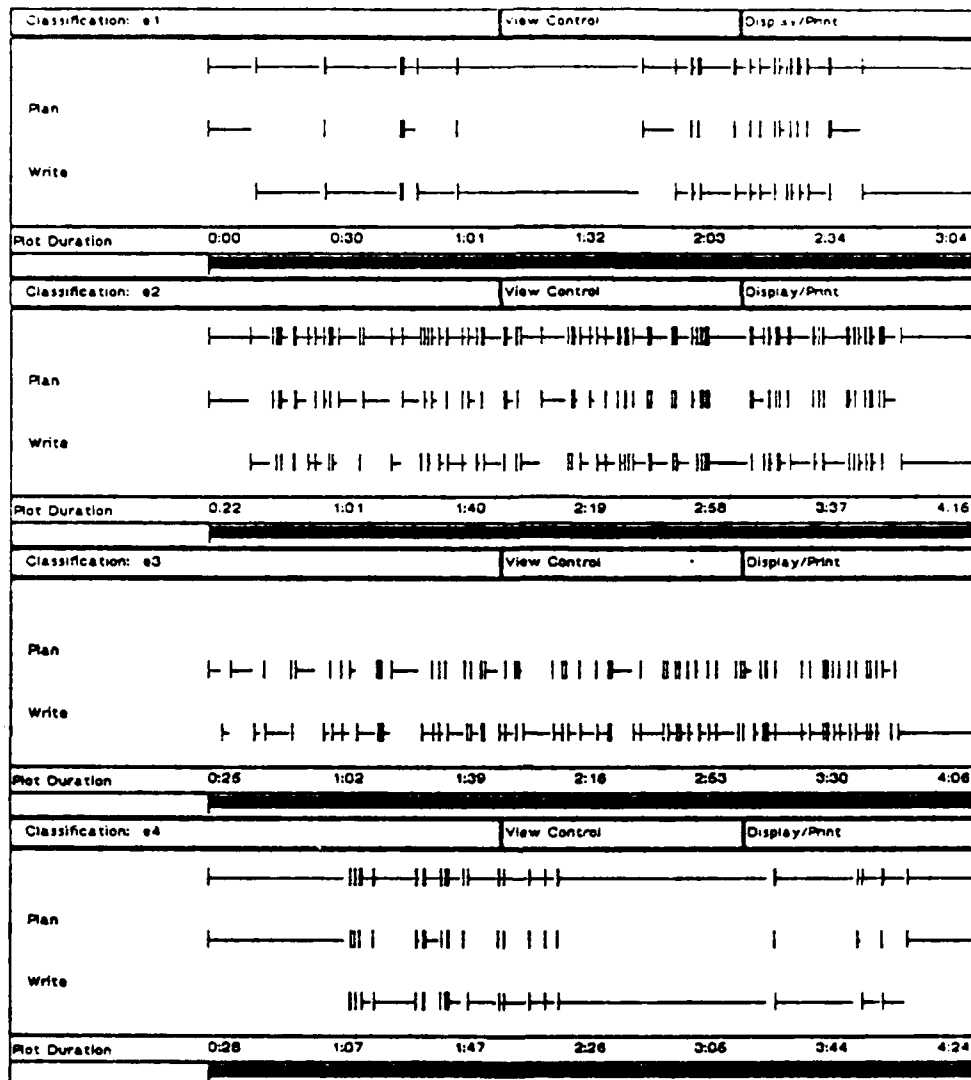 Classification: e1 View Control Display/Print
Plan
Write
Plot Duration 0:00 0:30 1:01 1:32 2:03 2:34 3:04
Classification: e2 View Control Display/Print
Plan
Write
Plot Duration 0:22 1:01 1:40 2:19 2:58 3:37 4:16
Classification: e3 View Control Display/Print
Plan
Write
Plot Duration 0:25 1:02 1:39 2:16 2:53 3:30 4:06
Classification: e4 View Control Display/Print
Plan
Write
Plot Duration 0:28 1:07 1:47 2:26 3:05 3:44 4:24